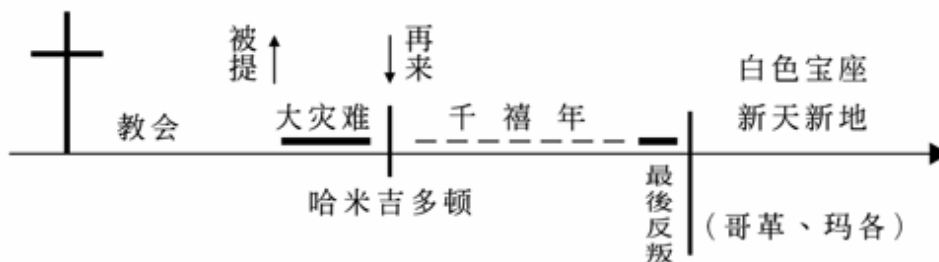 被提
再来
白色宝座
教会
大灾难
千禧年
新天新地
哈米吉多顿
最後反叛
(哥革、玛各)